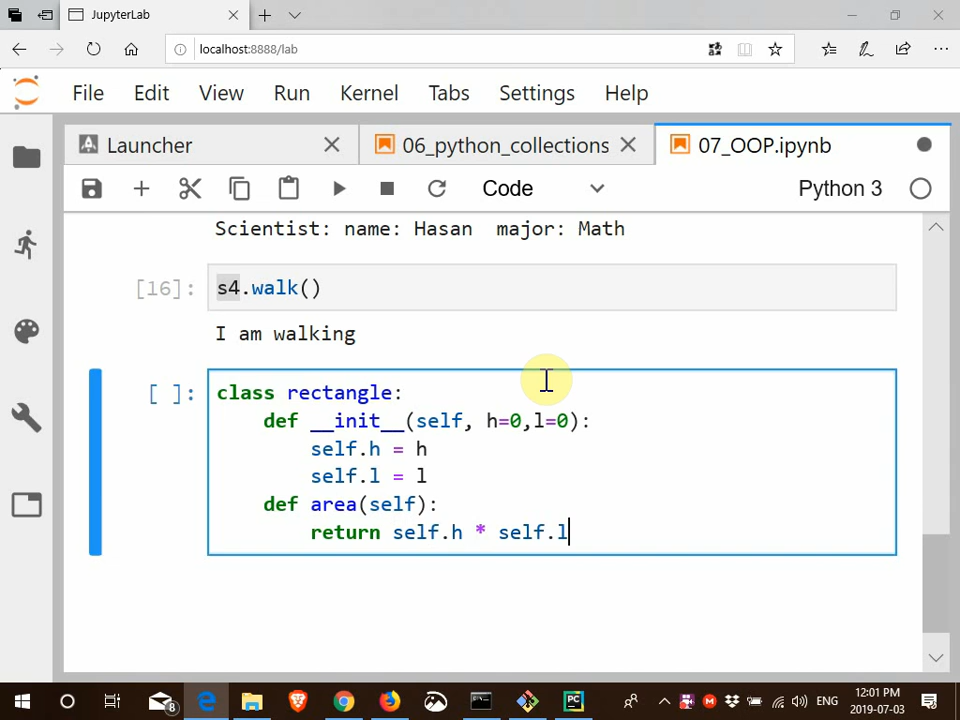 JupyterLab
localhost:8888/lab
File Edit View Run Kernel Tabs Settings Help
Launcher 06_python_collections 07_OOP.ipynb
Code Python 3
Scientist: name: Hasan  major: Math
[16]: s4.walk()
I am walking
[ ]: class rectangle:
    def __init__(self, h=0,l=0):
        self.h = h
        self.l = l
    def area(self):
        return self.h * self.l
8 PC ENG 12:01 PM
2019-07-03